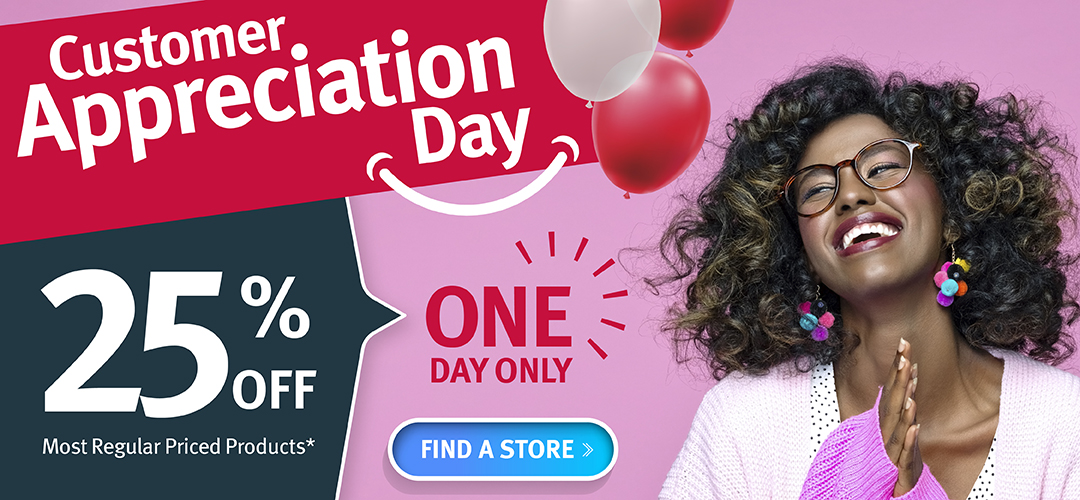 Customer
Appreciation
Day
25%
OFF
Most Regular Priced Products*
ONE
DAY ONLY
FIND A STORE »